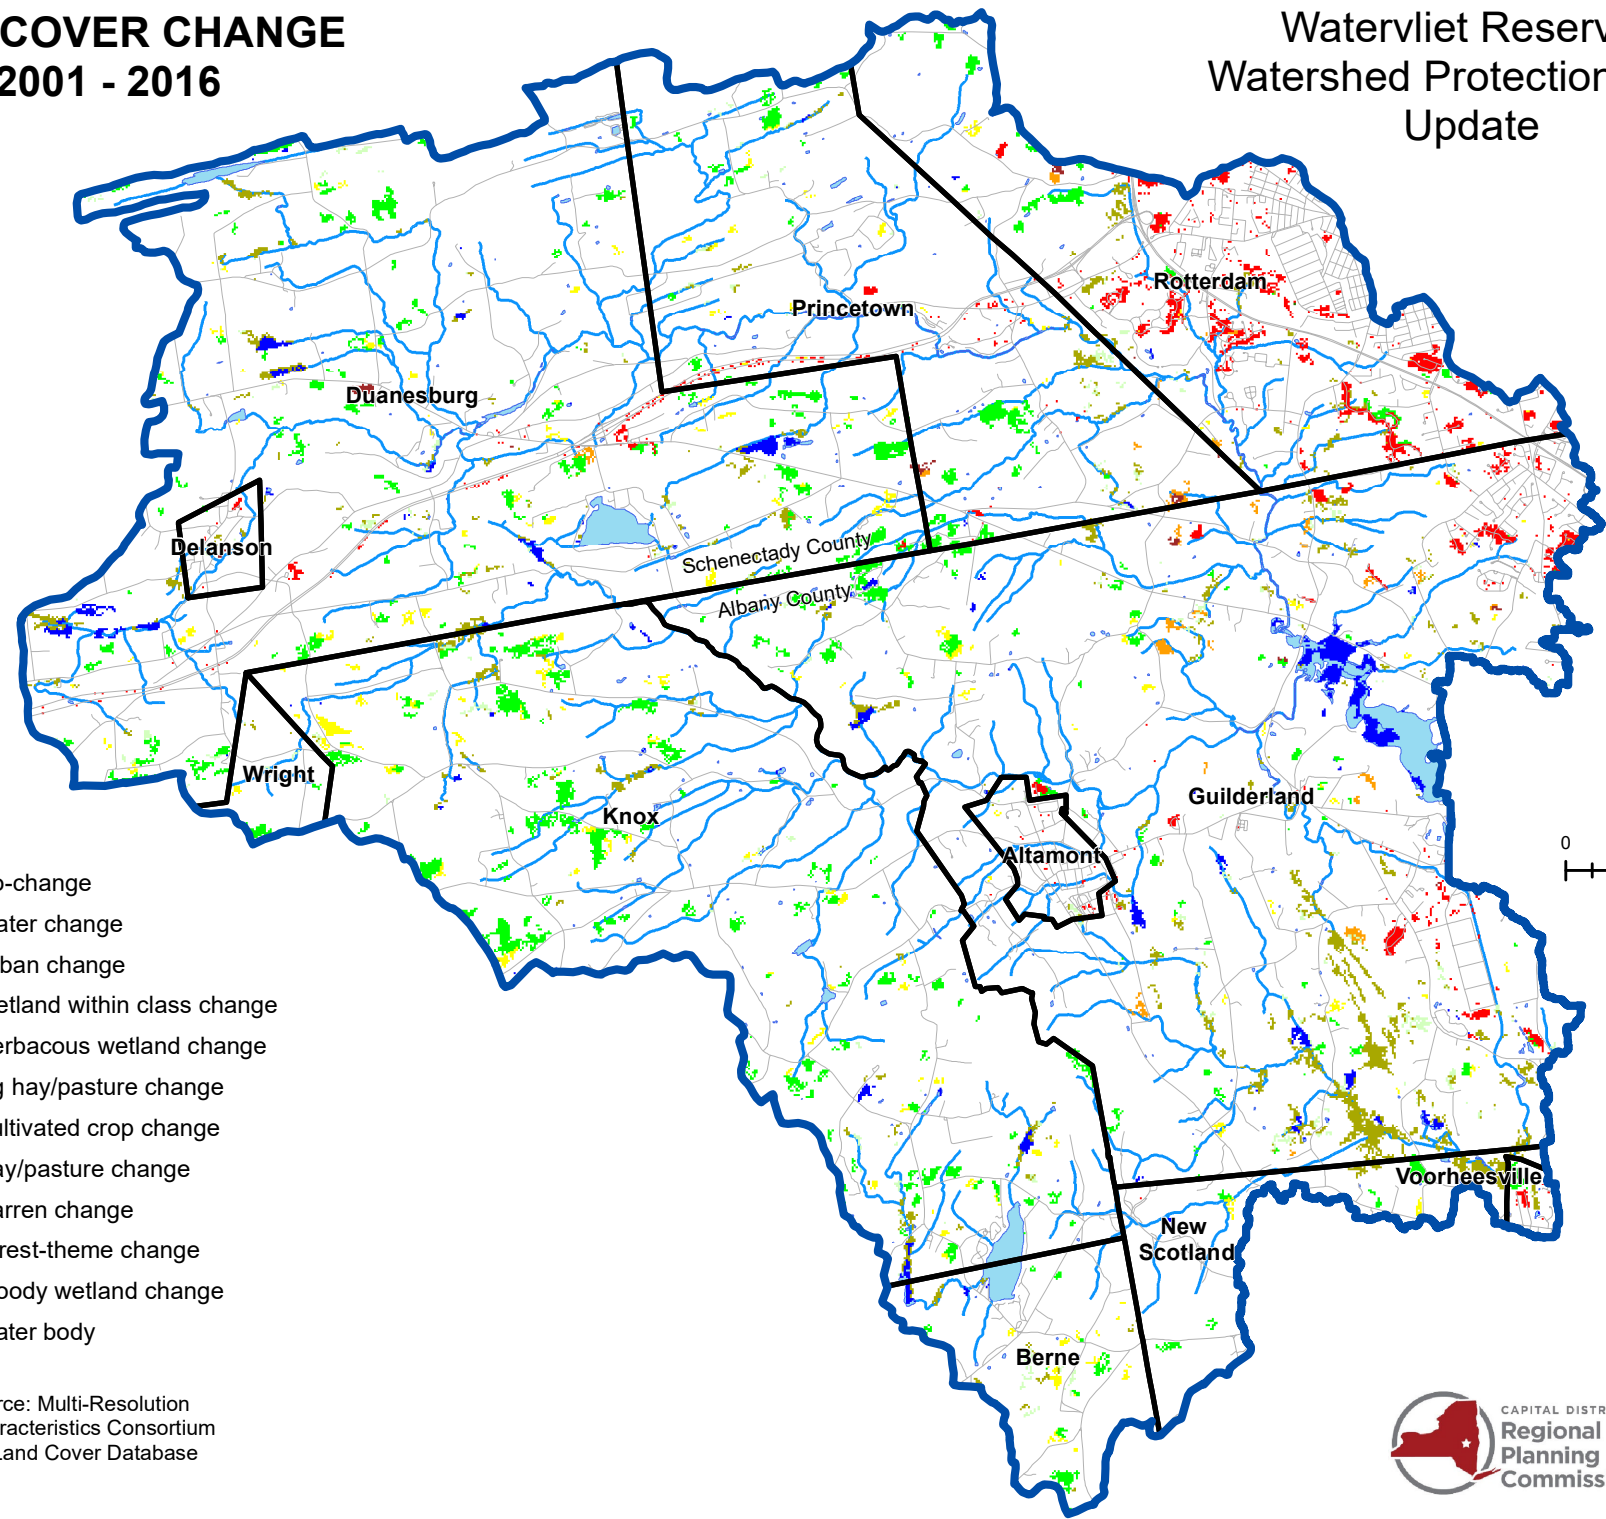 COVER CHANGE
2001 - 2016
Watervliet Reserv
Watershed Protection
Update
Rotterdam
Princetown
Duanesburg
Delanson
Schenectady County
Albany County
Wright
Knox
Guilderland
Altamont
Voorheesville
New
Scotland
Berne
0
o-change
ater change
ban change
etland within class change
erbacous wetland change
g hay/pasture change
ultivated crop change
ay/pasture change
arren change
rest-theme change
oody wetland change
ater body
rce: Multi-Resolution
racteristics Consortium
Land Cover Database
CAPITAL DISTR
Regional
Planning
Commiss